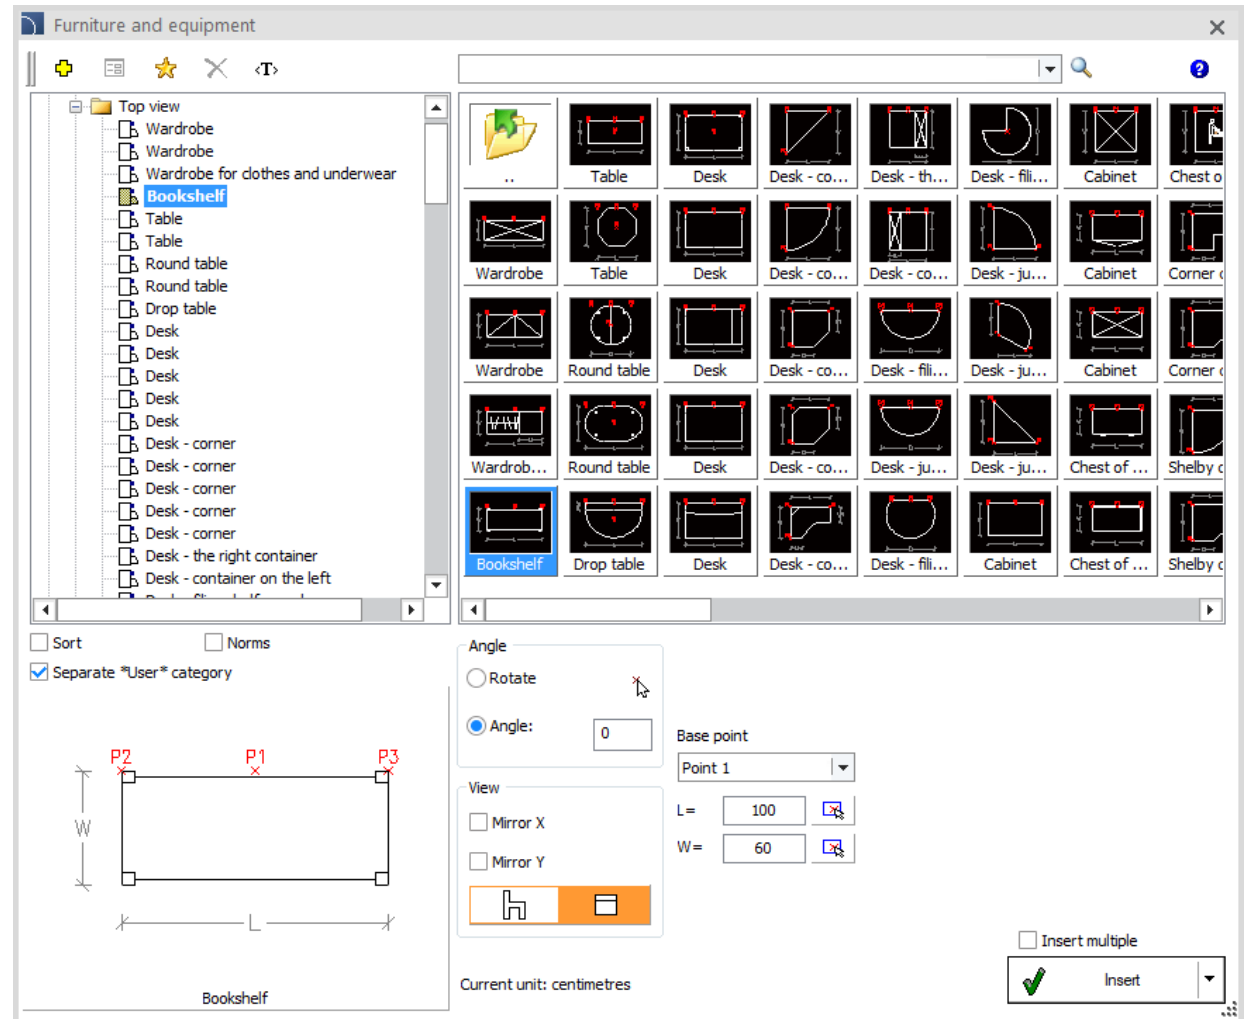 Furniture and equipment
<T>
Top view
Wardrobe
Wardrobe
Wardrobe for clothes and underwear
Bookshelf
Table
Table
Round table
Round table
Drop table
Desk
Desk
Desk
Desk
Desk
Desk - corner
Desk - corner
Desk - corner
Desk - corner
Desk - corner
Desk - the right container
Desk - container on the left
.. Table Desk Desk - co... Desk - th... Desk - fili... Cabinet Chest o
Wardrobe Table Desk Desk - co... Desk - co... Desk - ju... Cabinet Corner c
Wardrobe Round table Desk Desk - co... Desk - fili... Desk - ju... Cabinet Corner c
Wardrob... Round table Desk Desk - co... Desk - ju... Desk - ju... Chest of ... Shelby c
Bookshelf Drop table Desk Desk - co... Desk - fili... Cabinet Chest of ... Shelby c
Sort Norms
Separate *User* category
P2 P1 P3
W
L
Bookshelf
Angle
Rotate
Angle: 0
View
Mirror X
Mirror Y
Base point
Point 1
L= 100
W= 60
Current unit: centimetres
Insert multiple
Insert